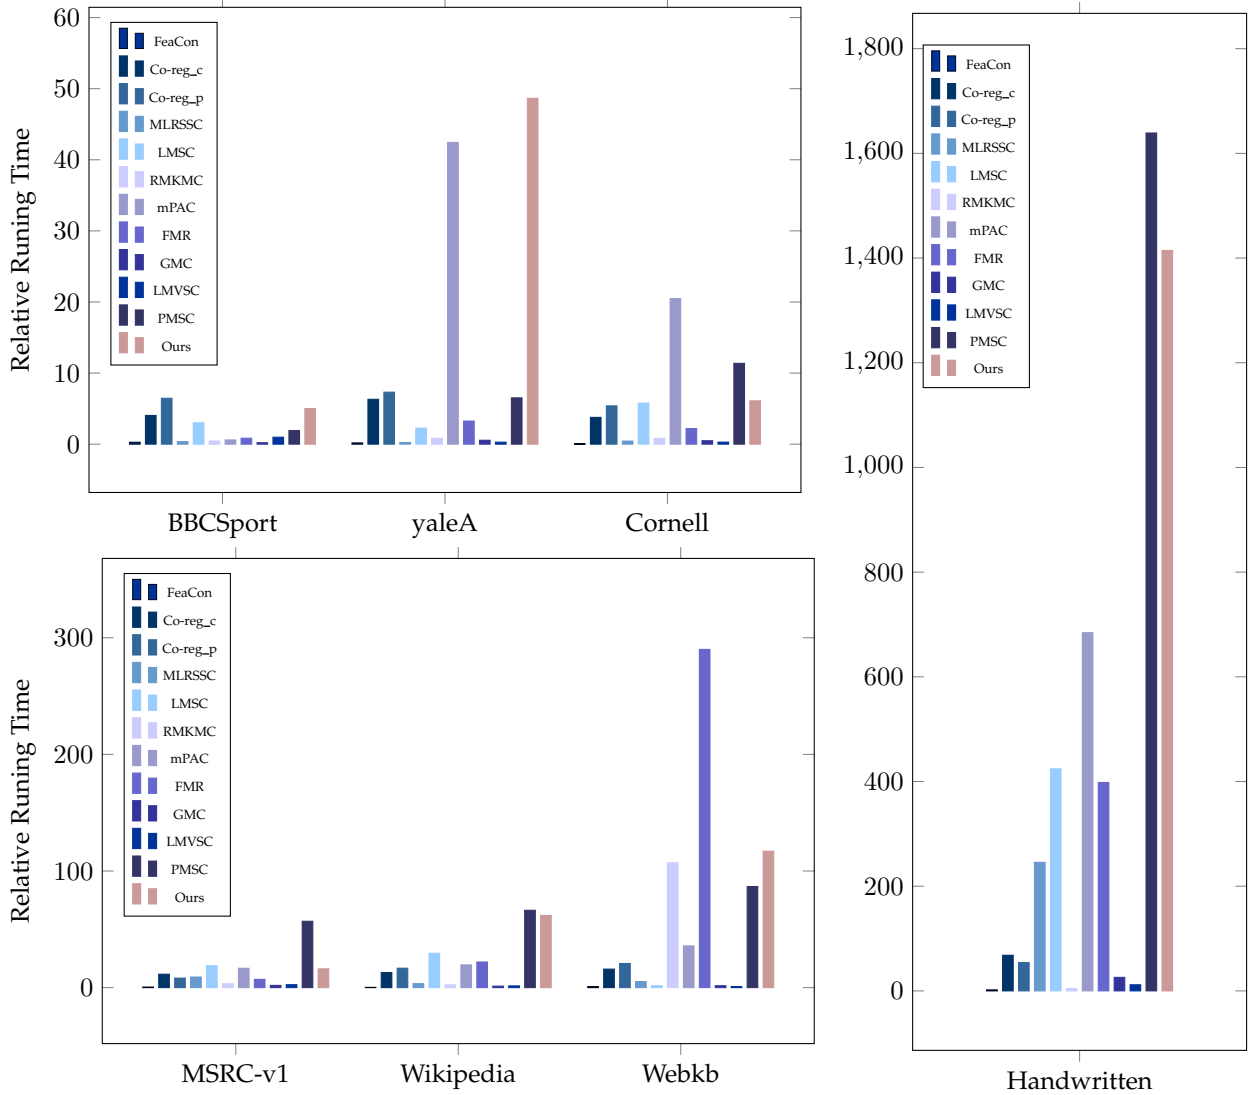 60
50
40
30
20
10
0
Relative Runing Time
FeaCon
Co-reg_c
Co-reg_p
MLRSSC
LMSC
RMKMC
mPAC
FMR
GMC
LMVSC
PMSC
Ours
BBCSport
yaleA
Cornell
300
200
100
0
Relative Runing Time
FeaCon
Co-reg_c
Co-reg_p
MLRSSC
LMSC
RMKMC
mPAC
FMR
GMC
LMVSC
PMSC
Ours
MSRC-v1
Wikipedia
Webkb
1,800
1,600
1,400
1,200
1,000
800
600
400
200
0
FeaCon
Co-reg_c
Co-reg_p
MLRSSC
LMSC
RMKMC
mPAC
FMR
GMC
LMVSC
PMSC
Ours
Handwritten